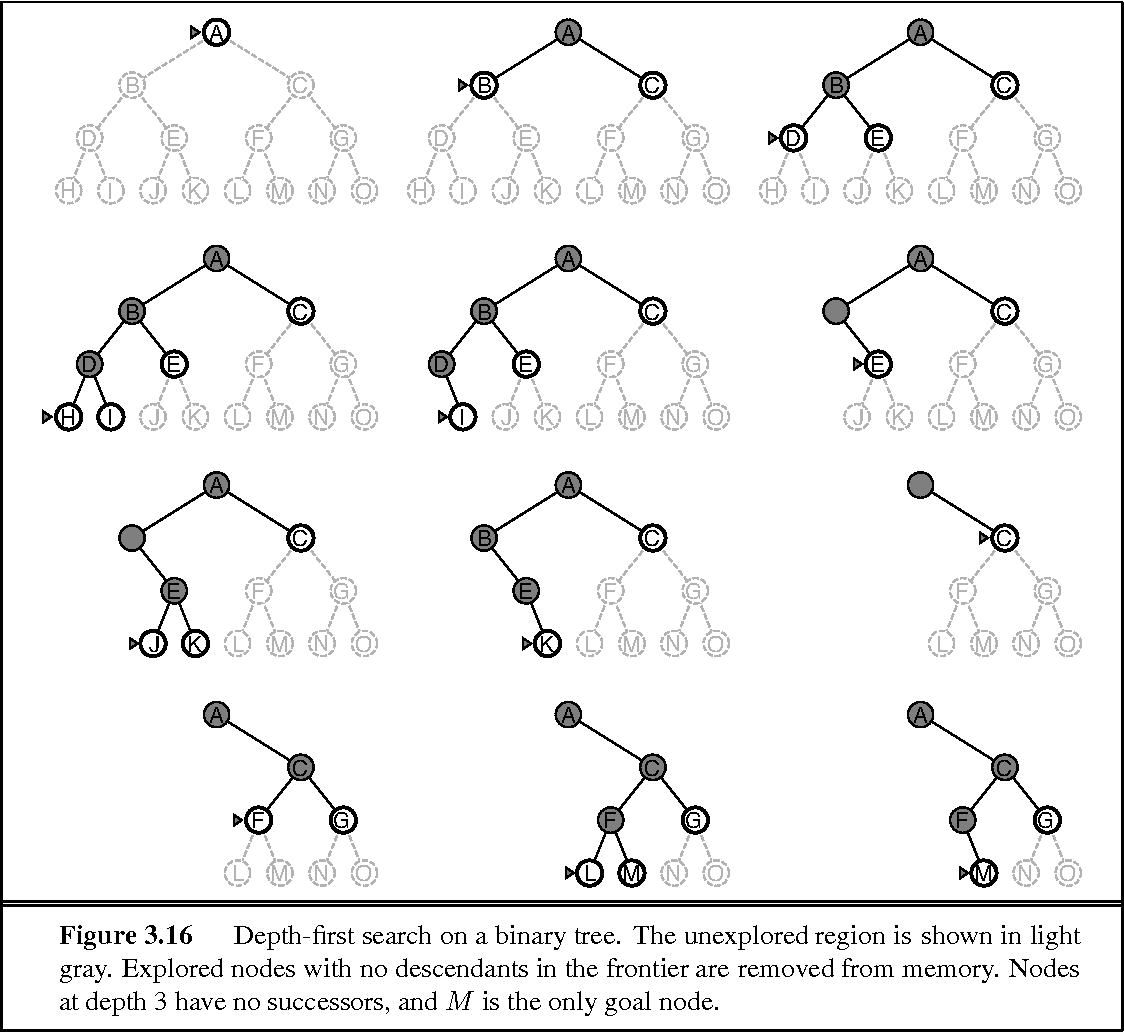 A
B C
D E F G
H I J K L M N O
A
B C
D E F G
H I J K L M N O
A
B C
D E F G
H I J K L M N O
A
B C
D E F G
H I J K L M N O
A
B C
D E F G
I J K L M N O
A
C
E F G
J K L M N O
A
C
E F G
J K L M N O
A
B C
E F G
K L M N O
C
F G
L M N O
A
C
F G
L M N O
A
C
F G
L M N O
A
C
F G
M N O
Figure 3.16 Depth-first search on a binary tree. The unexplored region is shown in light
gray. Explored nodes with no descendants in the frontier are removed from memory. Nodes
at depth 3 have no successors, and M is the only goal node.